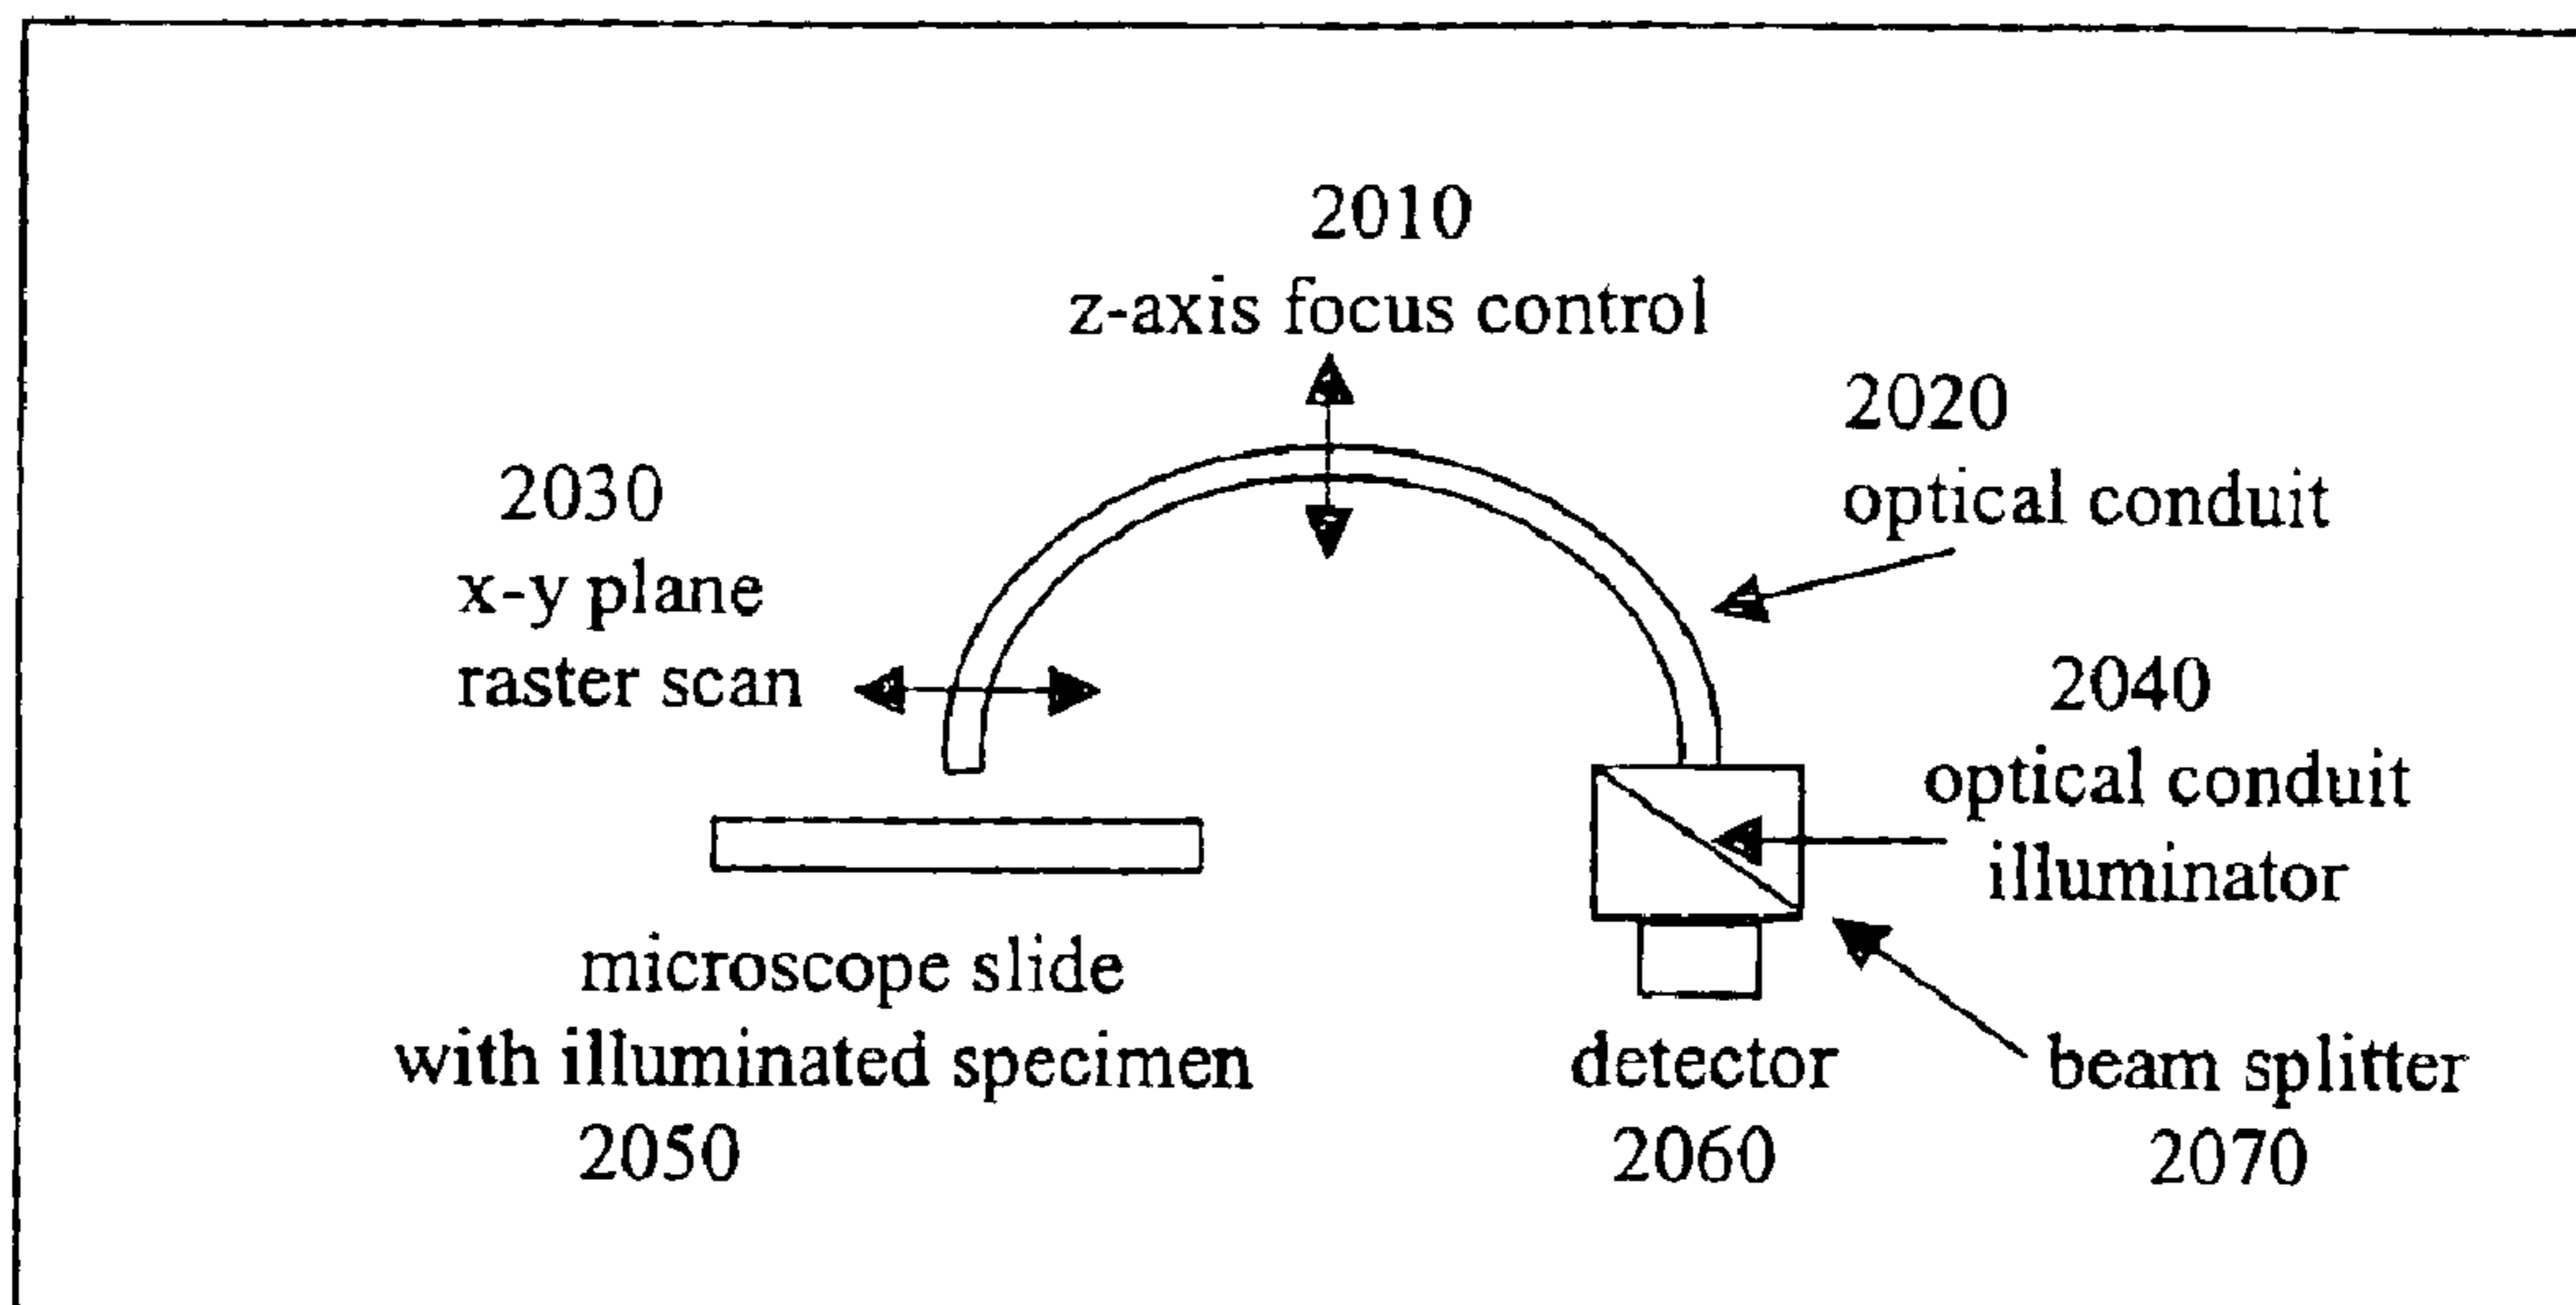 2010
z-axis focus control
2020
optical conduit
2030
x-y plane
raster scan
2040
optical conduit
illuminator
microscope slide
with illuminated specimen
2050
detector
2060
beam splitter
2070